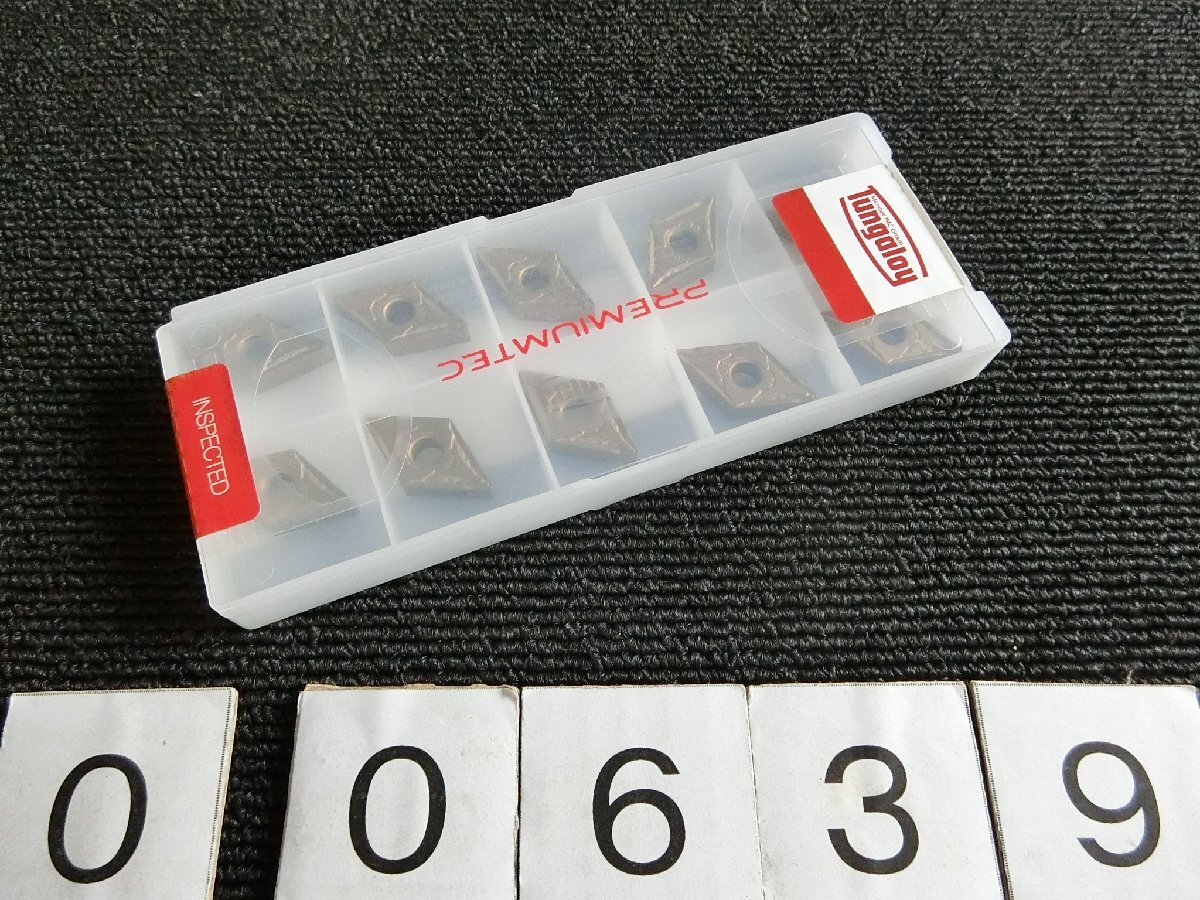 Tungaloy
PREMIUMTEC
INSPECTED
0 0 6 3 9